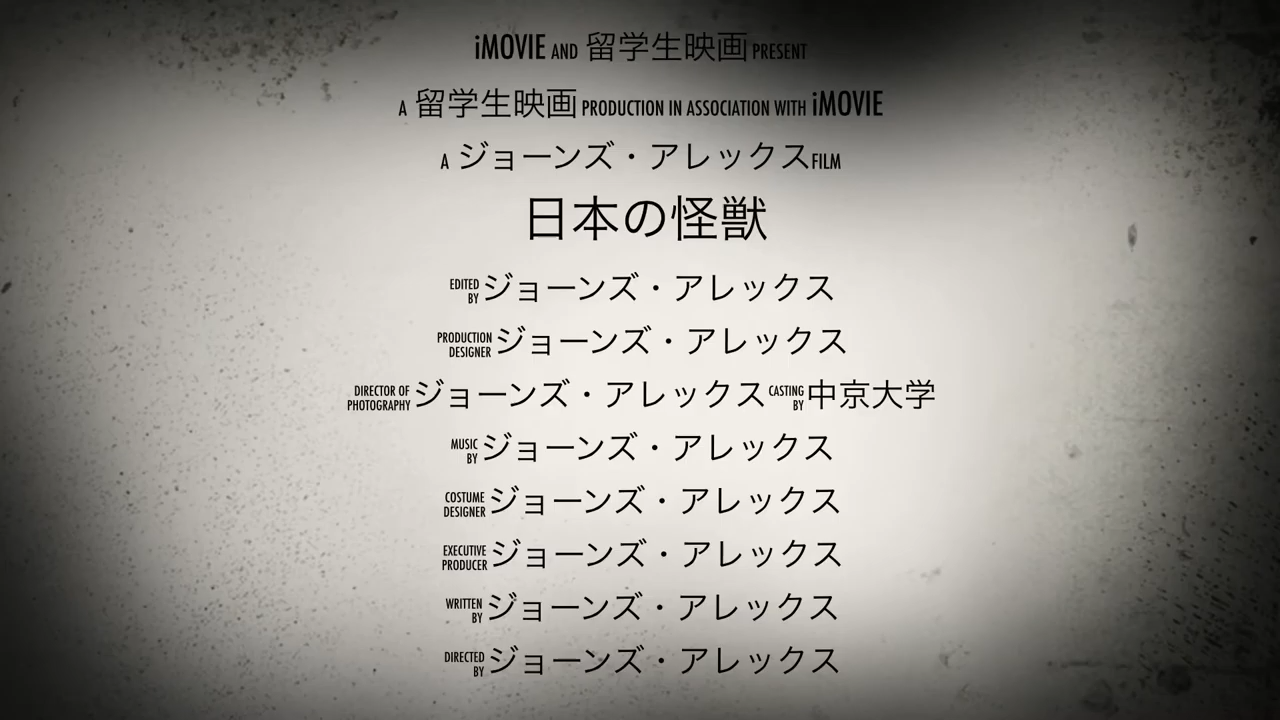 iMOVIE AND 留学生映画 PRESENT
A 留学生映画 PRODUCTION IN ASSOCIATION WITH iMOVIE
A ジョーンズ・アレックス FILM
日本の怪獣
EDITED BY ジョーンズ・アレックス
PRODUCTION DESIGNER ジョーンズ・アレックス
DIRECTOR OF PHOTOGRAPHY ジョーンズ・アレックス CASTING BY 中京大学
MUSIC BY ジョーンズ・アレックス
COSTUME DESIGNER ジョーンズ・アレックス
EXECUTIVE PRODUCER ジョーンズ・アレックス
WRITTEN BY ジョーンズ・アレックス
DIRECTED BY ジョーンズ・アレックス